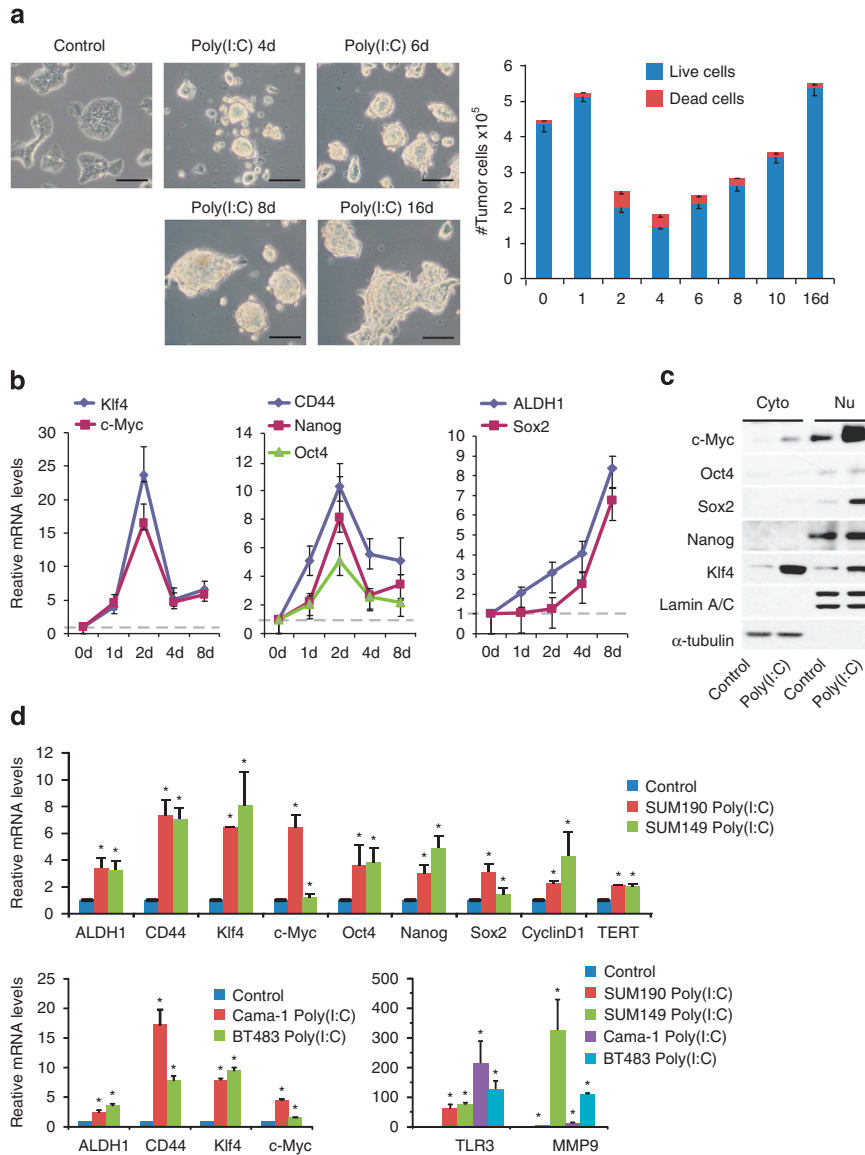 a
Control
Poly(I:C) 4d
Poly(I:C) 6d
Poly(I:C) 8d
Poly(I:C) 16d
#Tumor cells x10⁵
6
5
4
3
2
1
0
Live cells
Dead cells
0 1 2 4 6 8 10 16d
b
Reative mRNA levels
Klf4
c-Myc
30
25
20
15
10
5
0
0d 1d 2d 4d 8d
CD44
Nanog
Oct4
14
12
10
8
6
4
2
0
0d 1d 2d 4d 8d
ALDH1
Sox2
10
9
8
7
6
5
4
3
2
1
0
0d 1d 2d 4d 8d
c
Cyto Nu
c-Myc
Oct4
Sox2
Nanog
Klf4
Lamin A/C
α-tubulin
Control Poly(I:C) Control Poly(I:C)
d
Reative mRNA levels
12
10
8
6
4
2
0
* * * * * * * * * * * * * * * * * *
Control
SUM190 Poly(I:C)
SUM149 Poly(I:C)
ALDH1 CD44 Klf4 c-Myc Oct4 Nanog Sox2 CyclinD1 TERT
Reative mRNA levels
25
20
15
10
5
0
* * * * * * * *
Control
Cama-1 Poly(I:C)
BT483 Poly(I:C)
ALDH1 CD44 Klf4 c-Myc
500
400
300
200
100
0
* * * * * * * *
Control
SUM190 Poly(I:C)
SUM149 Poly(I:C)
Cama-1 Poly(I:C)
BT483 Poly(I:C)
TLR3 MMP9